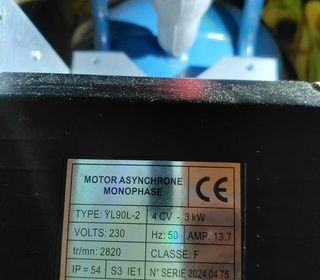 MOTOR ASYNCHRONE
MONOPHASE
CE
TYPE: YL90L-2 4 CV - 3 kW
VOLTS: 230 Hz: 50 AMP. 13.7
tr/mn: 2820 CLASSE: F
IP = 54 S3 IE1 N° SERIE 2024 04 75